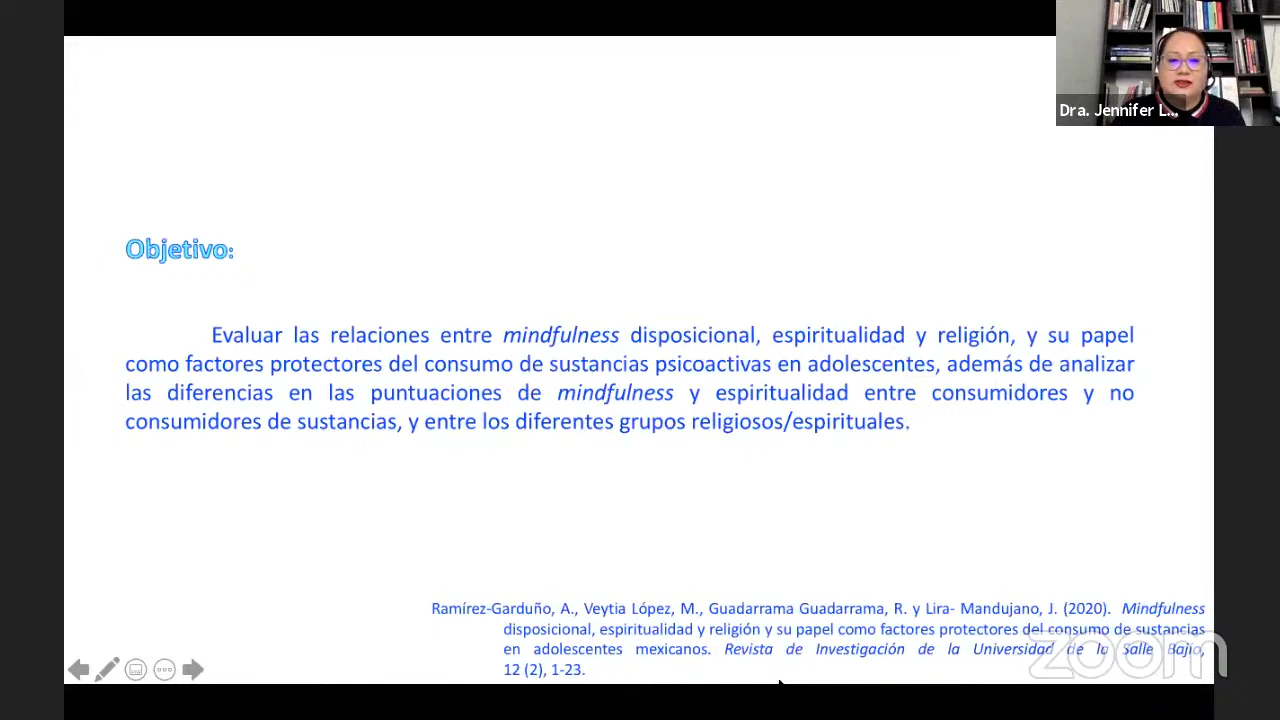 Dra. Jennifer L...
Objetivo:
Evaluar las relaciones entre mindfulness disposicional, espiritualidad y religión, y su papel
como factores protectores del consumo de sustancias psicoactivas en adolescentes, además de analizar
las diferencias en las puntuaciones de mindfulness y espiritualidad entre consumidores y no
consumidores de sustancias, y entre los diferentes grupos religiosos/espirituales.
Ramírez-Garduño, A., Veytia López, M., Guadarrama Guadarrama, R. y Lira- Mandujano, J. (2020). Mindfulness
disposicional, espiritualidad y religión y su papel como factores protectores del consumo de sustancias
en adolescentes mexicanos. Revista de Investigación de la Universidad de la Salle Bajío,
12 (2), 1-23.
zoom